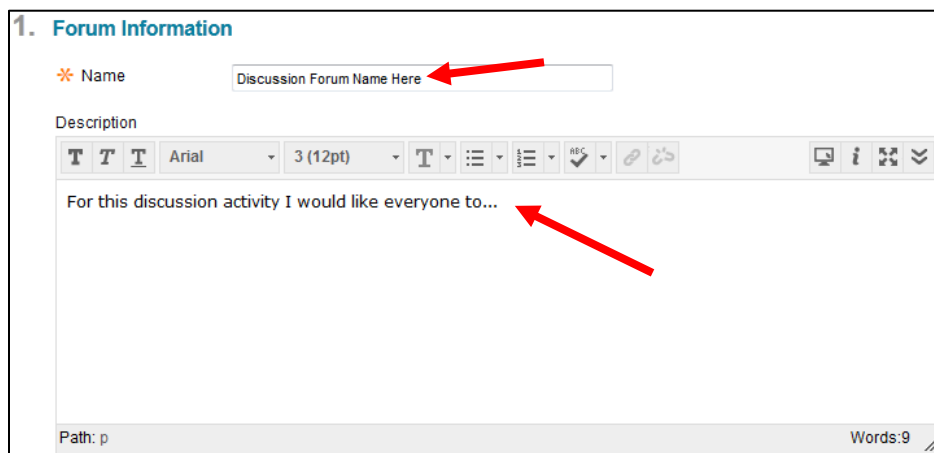 1. Forum Information
Name
Discussion Forum Name Here
Description
T T T Arial 3 (12pt) T ABC i
For this discussion activity I would like everyone to...
Path: p Words:9